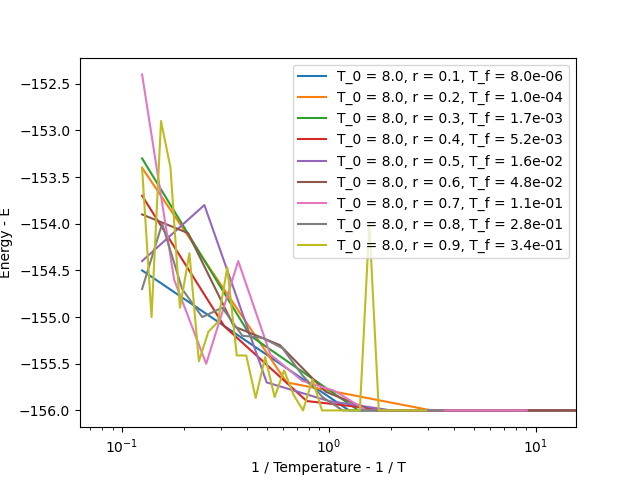 −152.5
−153.0
−153.5
−154.0
−154.5
−155.0
−155.5
−156.0
Energy - E
T_0 = 8.0, r = 0.1, T_f = 8.0e-06
T_0 = 8.0, r = 0.2, T_f = 1.0e-04
T_0 = 8.0, r = 0.3, T_f = 1.7e-03
T_0 = 8.0, r = 0.4, T_f = 5.2e-03
T_0 = 8.0, r = 0.5, T_f = 1.6e-02
T_0 = 8.0, r = 0.6, T_f = 4.8e-02
T_0 = 8.0, r = 0.7, T_f = 1.1e-01
T_0 = 8.0, r = 0.8, T_f = 2.8e-01
T_0 = 8.0, r = 0.9, T_f = 3.4e-01
10⁻¹ 10⁰ 10¹
1 / Temperature - 1 / T